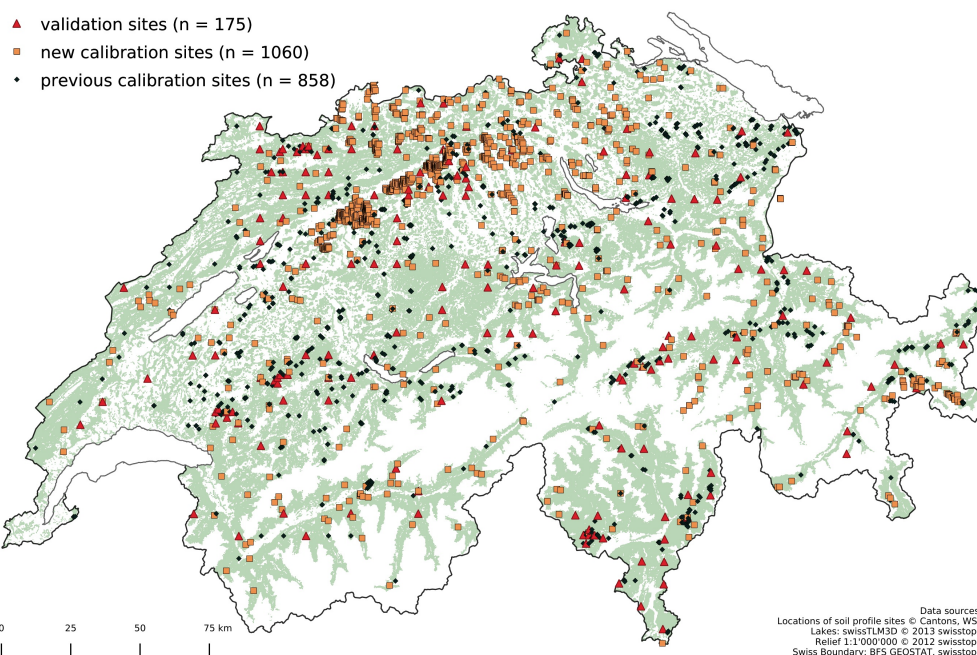 validation sites (n = 175)
new calibration sites (n = 1060)
previous calibration sites (n = 858)
0 25 50 75 km
Data sources
Locations of soil profile sites © Cantons, WS
Lakes: swissTLM3D © 2013 swisstop
Relief 1:1'000'000 © 2012 swisstop
Swiss Boundary: BFS GEOSTAT, swisstop